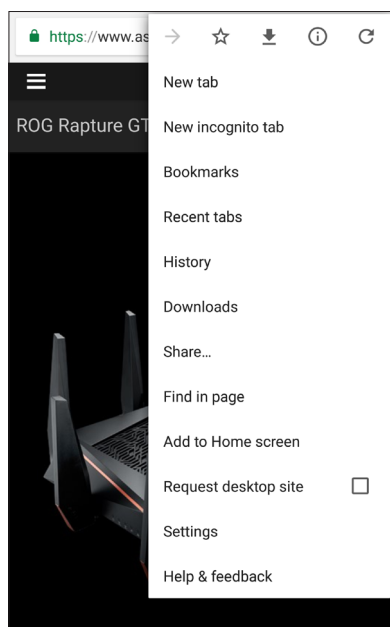 https://www.as
New tab
ROG Rapture GT
New incognito tab
Bookmarks
Recent tabs
History
Downloads
Share...
Find in page
Add to Home screen
Request desktop site
Settings
Help & feedback